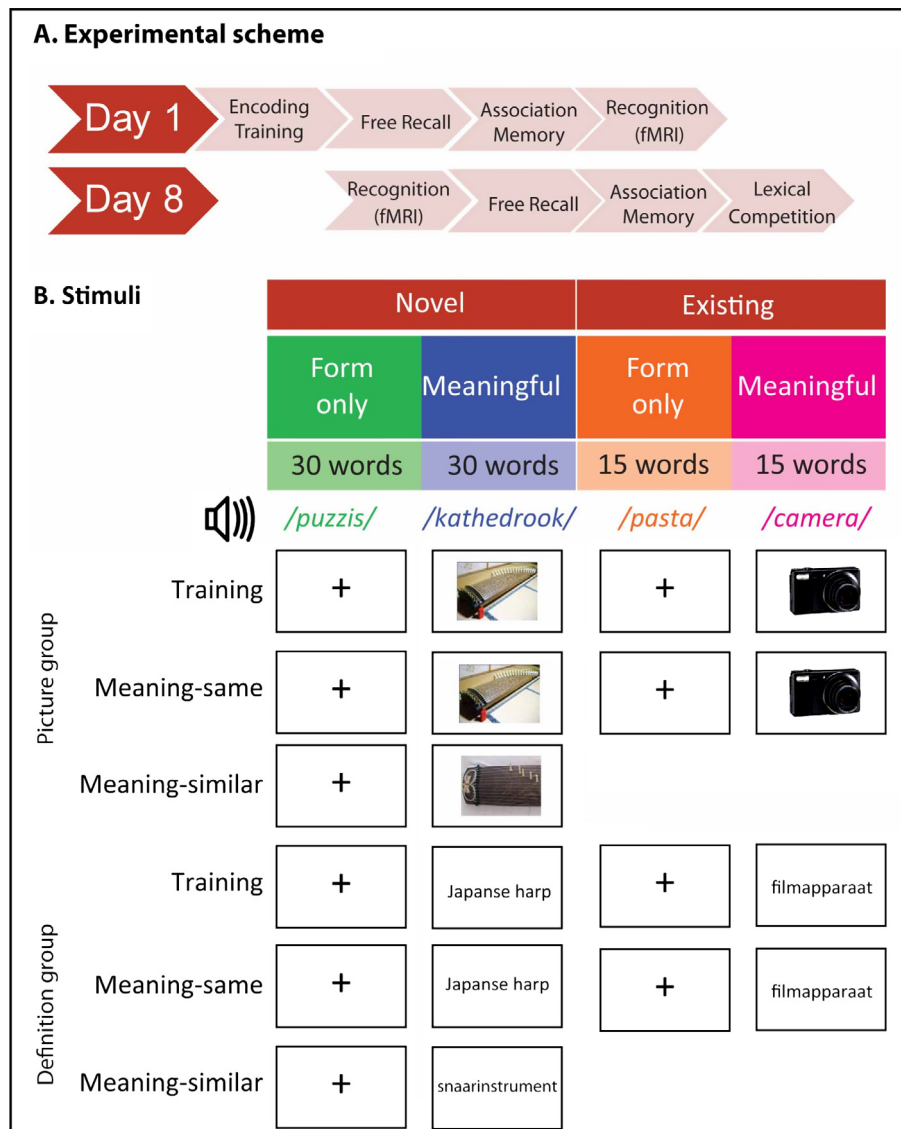 A. Experimental scheme
Day 1
Encoding
Training
Free Recall
Association
Memory
Recognition
(fMRI)
Day 8
Recognition
(fMRI)
Free Recall
Association
Memory
Lexical
Competition
B. Stimuli
Novel
Existing
Form
only
Meaningful
Form
only
Meaningful
30 words
30 words
15 words
15 words
/puzzis/
/kathedrook/
/pasta/
/camera/
Picture group
Training
+
+
Meaning-same
+
+
Meaning-similar
+
Definition group
Training
+
Japanse harp
+
filmapparaat
Meaning-same
+
Japanse harp
+
filmapparaat
Meaning-similar
+
snaarinstrument